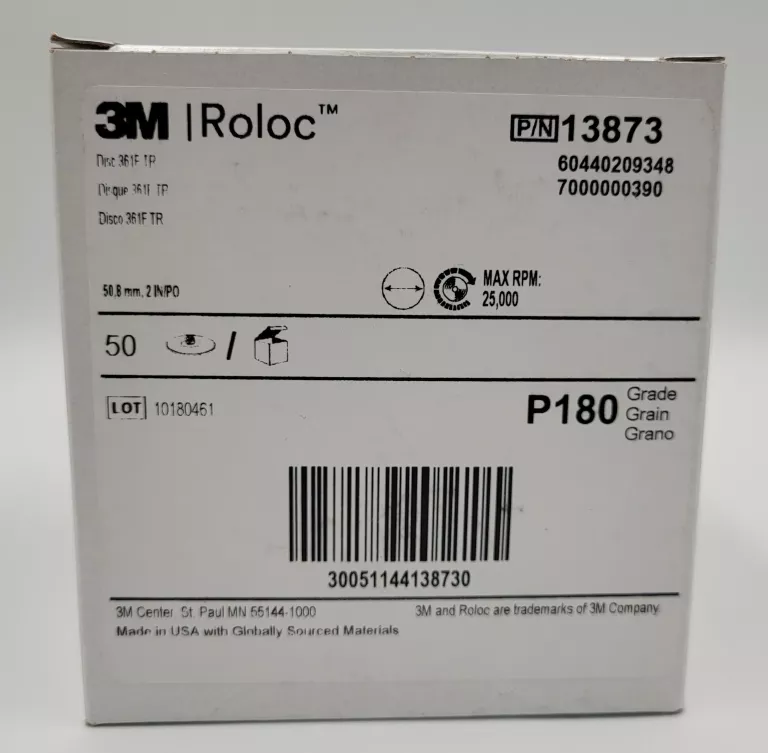 3M | Roloc™
P/N 13873
60440209348
7000000390
Disc 361F TR
Disque 361F TR
Disco 361F TR
50,8 mm, 2 IN/PO
MAX RPM:
25,000
50 /
LOT 10180461
P180 Grade
Grain
Grano
30051144138730
3M Center St. Paul MN 55144-1000
3M and Roloc are trademarks of 3M Company.
Made in USA with Globally Sourced Materials